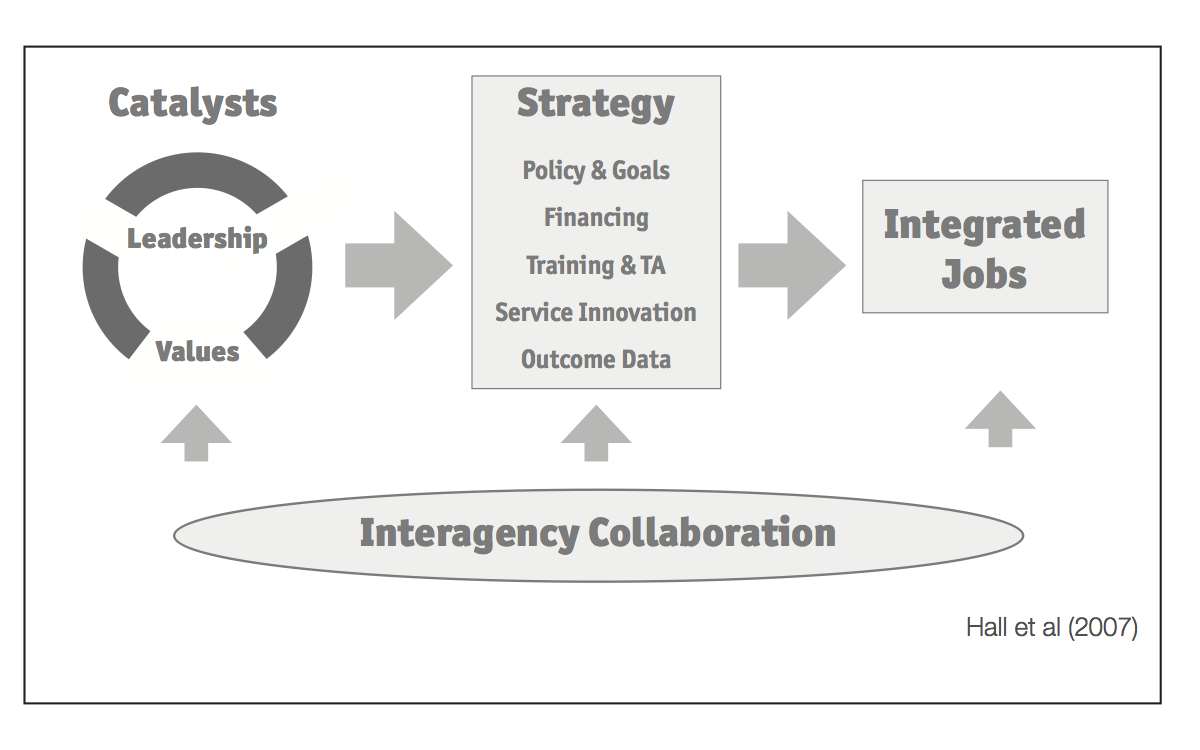 Catalysts
Leadership
Values
Strategy
Policy & Goals
Financing
Training & TA
Service Innovation
Outcome Data
Integrated
Jobs
Interagency Collaboration
Hall et al (2007)